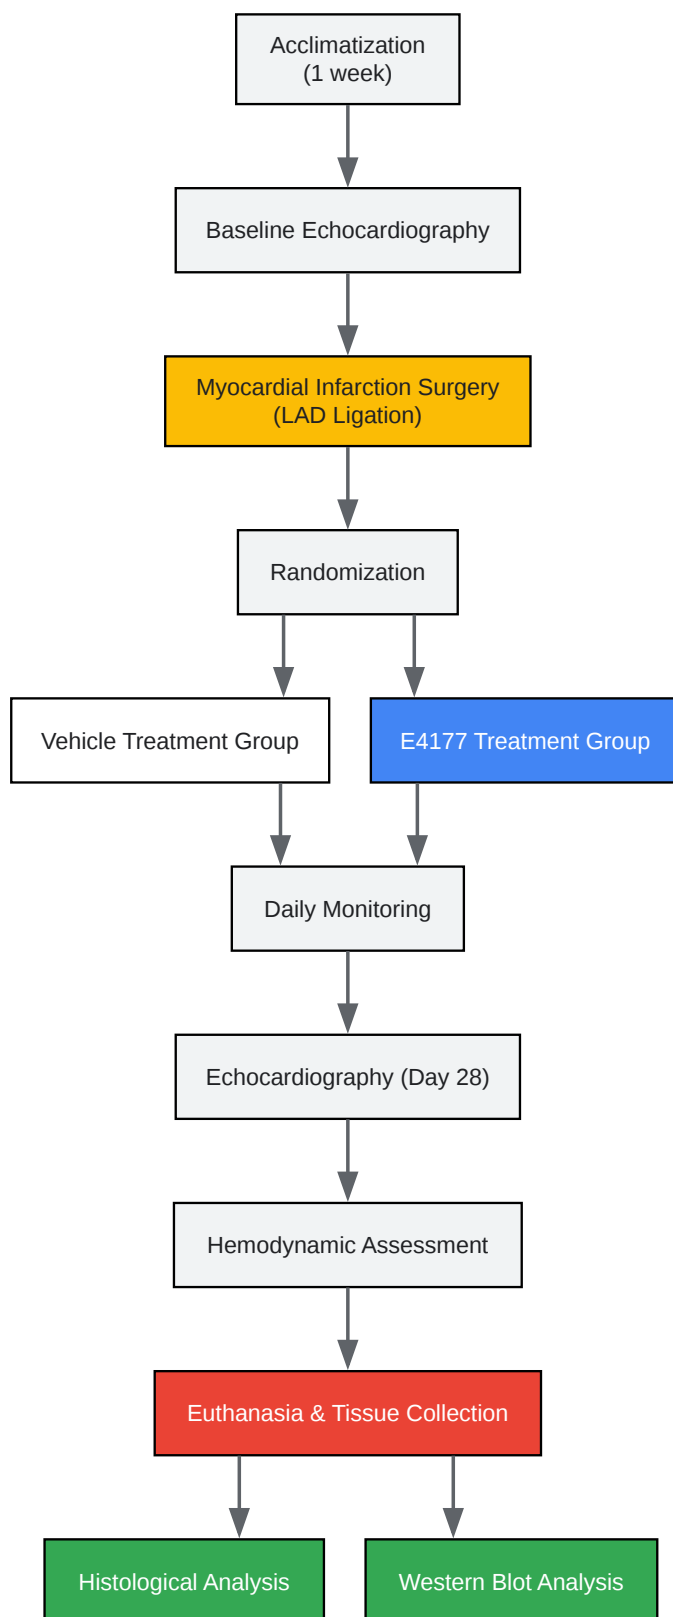 Acclimatization
(1 week)
Baseline Echocardiography
Myocardial Infarction Surgery
(LAD Ligation)
Randomization
Vehicle Treatment Group
E4177 Treatment Group
Daily Monitoring
Echocardiography (Day 28)
Hemodynamic Assessment
Euthanasia & Tissue Collection
Histological Analysis
Western Blot Analysis